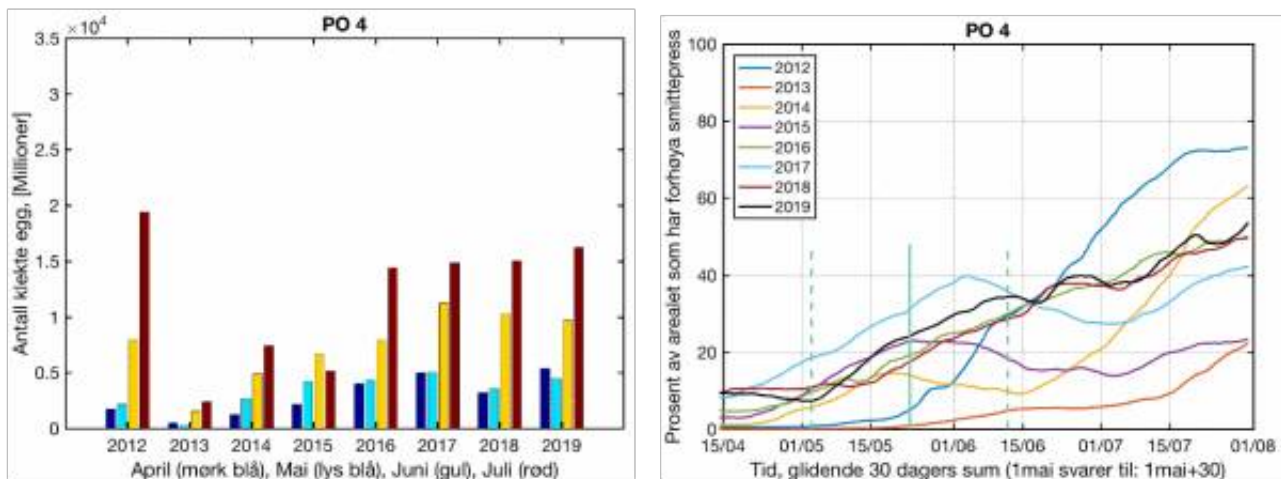 PO 4
×10⁴
3.5
3
2.5
2
1.5
1
0.5
0
Antall klekte egg, [Millioner]
2012 2013 2014 2015 2016 2017 2018 2019
April (mørk blå), Mai (lys blå), Juni (gul), Juli (rød)
PO 4
100
80
60
40
20
0
Prosent av arealet som har forhøya smittepress
2012
2013
2014
2015
2016
2017
2018
2019
15/04 01/05 15/05 01/06 15/06 01/07 15/07 01/08
Tid, glidende 30 dagers sum (1mai svarer til: 1mai+30)